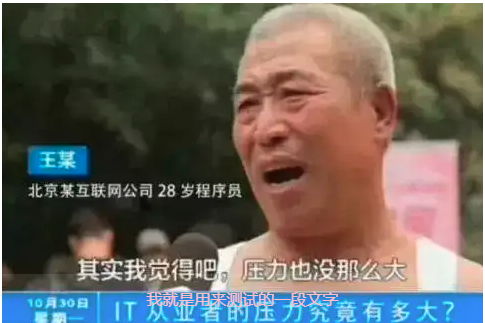 王某
北京某互联网公司 28 岁程序员
其实我觉得吧，压力也没那么大
我就是用来测试的一段文字
10月30日
星期一
IT 从业者的压力究竟有多大？